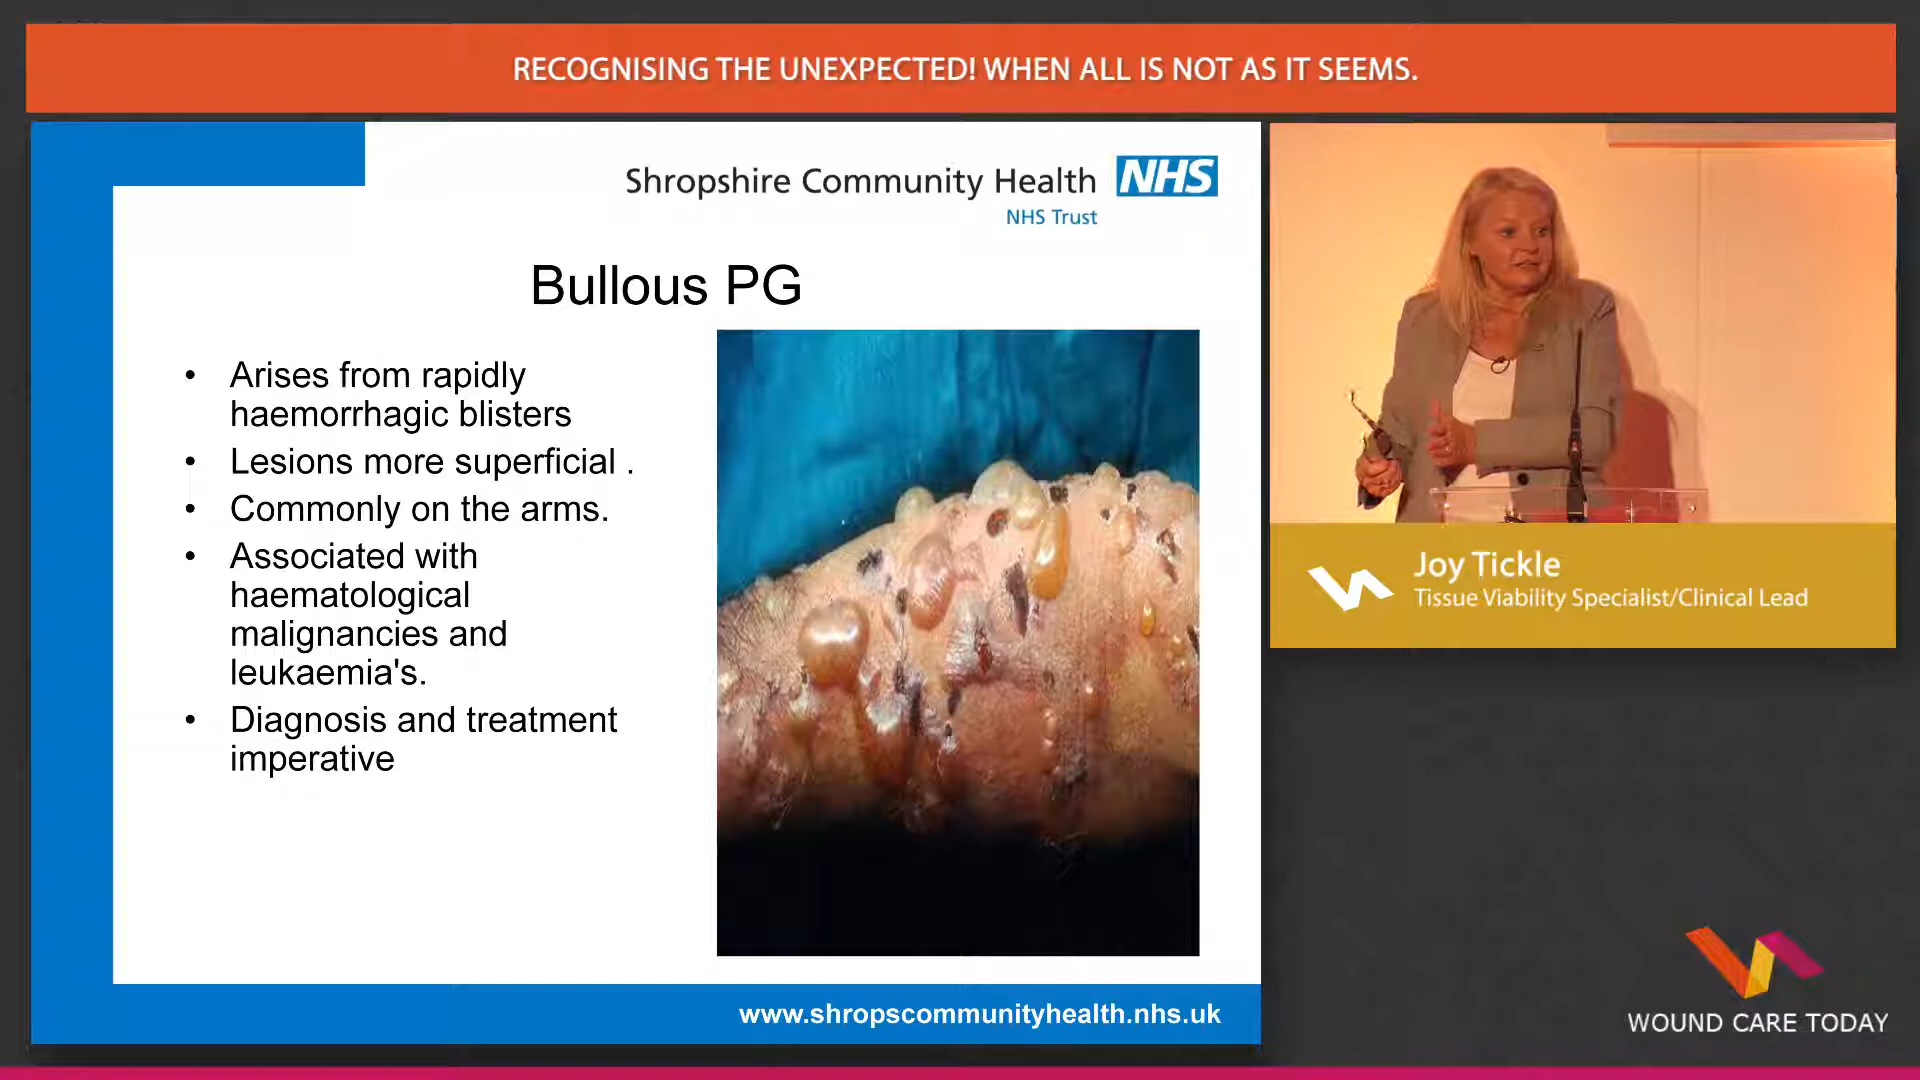 RECOGNISING THE UNEXPECTED! WHEN ALL IS NOT AS IT SEEMS.
Shropshire Community Health NHS
NHS Trust
Bullous PG
• Arises from rapidly
haemorrhagic blisters
• Lesions more superficial .
• Commonly on the arms.
• Associated with
haematological
malignancies and
leukaemia's.
• Diagnosis and treatment
imperative
www.shropscommunityhealth.nhs.uk
Joy Tickle
Tissue Viability Specialist/Clinical Lead
WOUND CARE TODAY